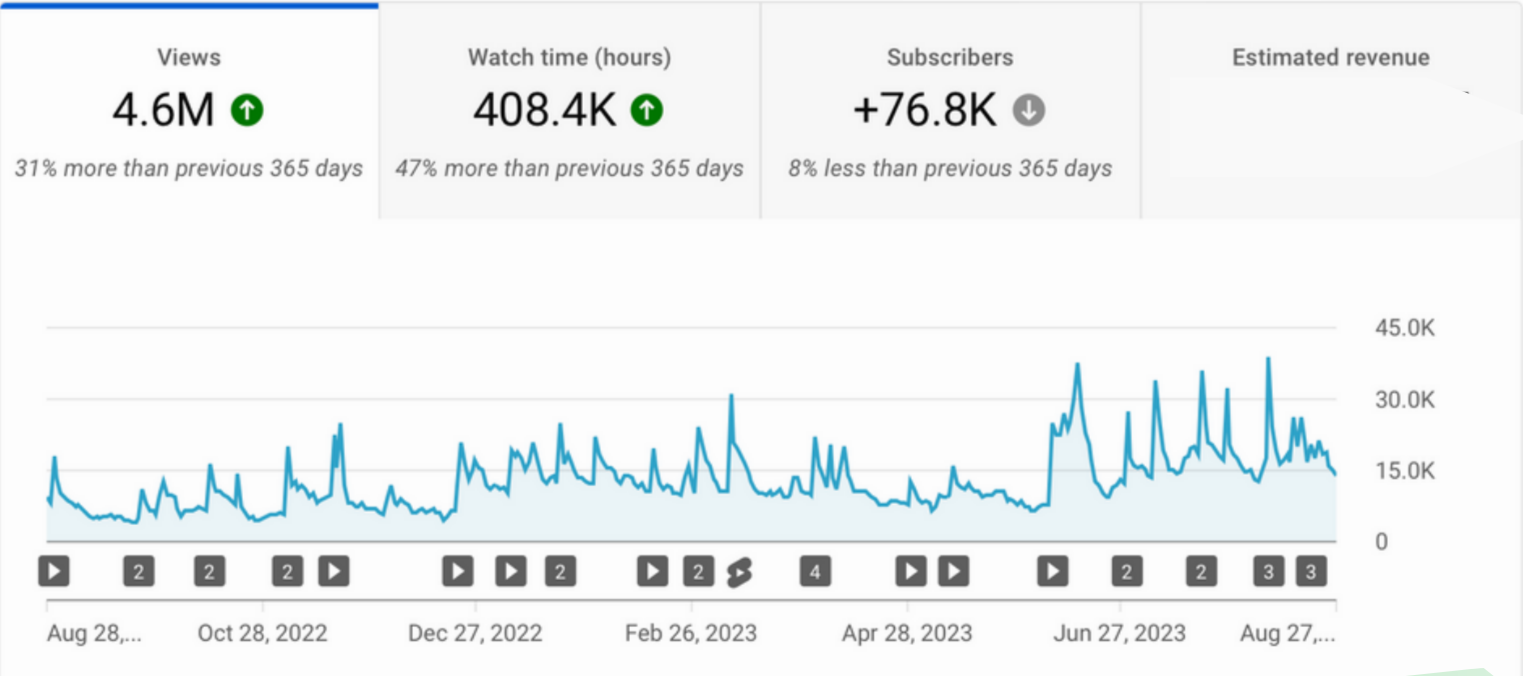 Views
4.6M
31% more than previous 365 days
Watch time (hours)
408.4K
47% more than previous 365 days
Subscribers
+76.8K
8% less than previous 365 days
Estimated revenue
45.0K
30.0K
15.0K
0
2 2 2 2 2 4 2 2 3 3
Aug 28,... Oct 28, 2022 Dec 27, 2022 Feb 26, 2023 Apr 28, 2023 Jun 27, 2023 Aug 27,...